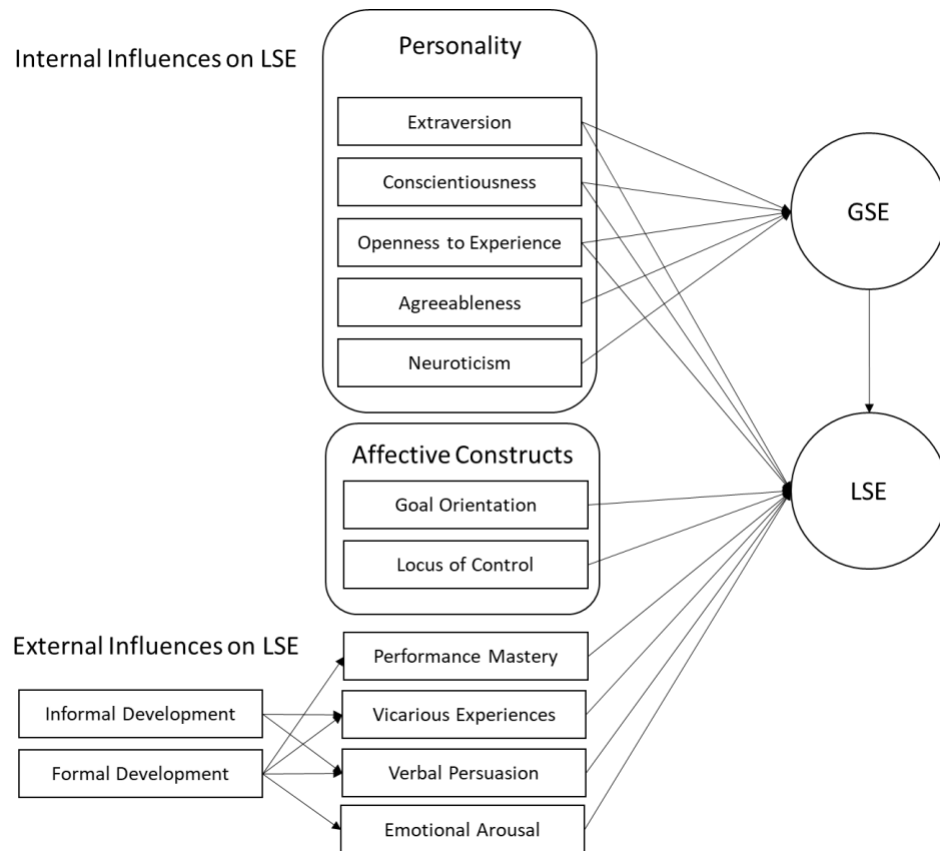 Internal Influences on LSE
Personality
Extraversion
Conscientiousness
Openness to Experience
Agreeableness
Neuroticism
GSE
Affective Constructs
Goal Orientation
Locus of Control
LSE
External Influences on LSE
Performance Mastery
Informal Development
Vicarious Experiences
Formal Development
Verbal Persuasion
Emotional Arousal